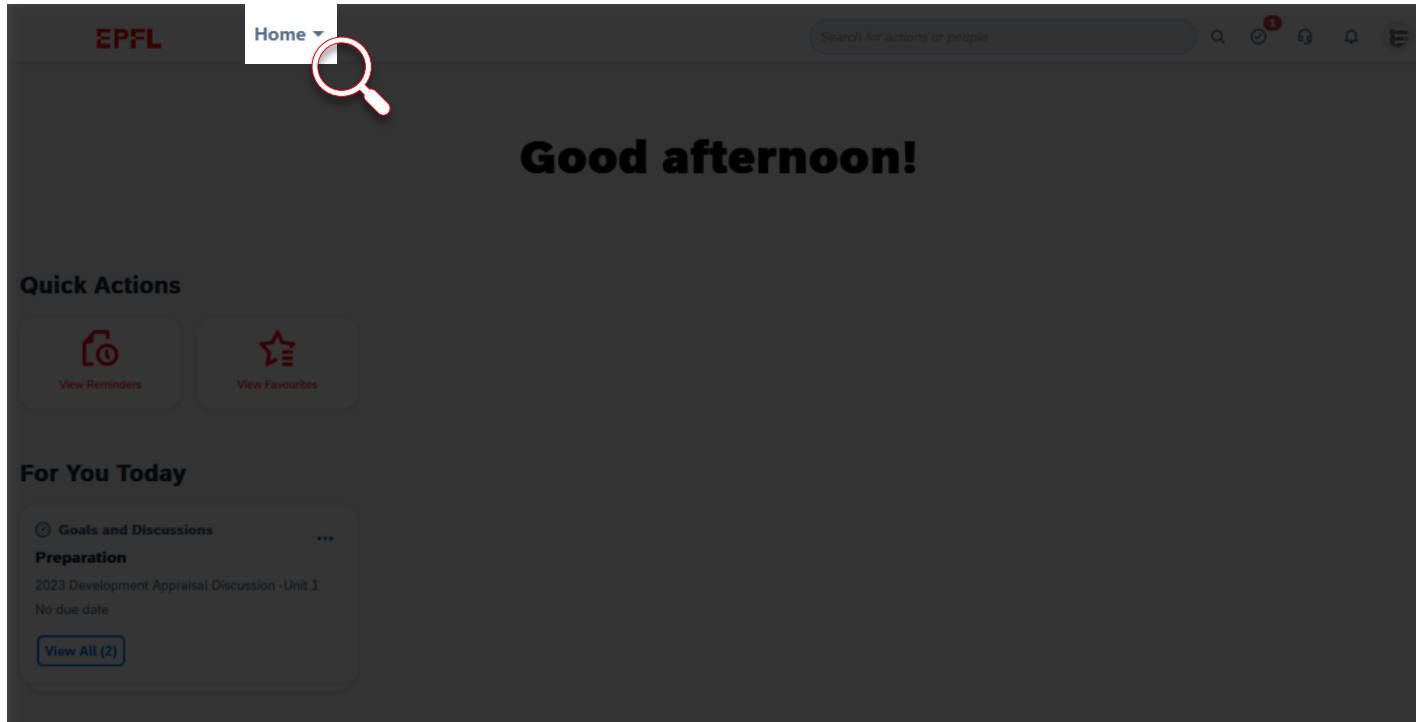 EPFL
Home
Search for actions or people
1
Good afternoon!
Quick Actions
View Reminders
View Favourites
For You Today
Goals and Discussions
Preparation
2023 Development Appraisal Discussion -Unit 1
No due date
View All (2)